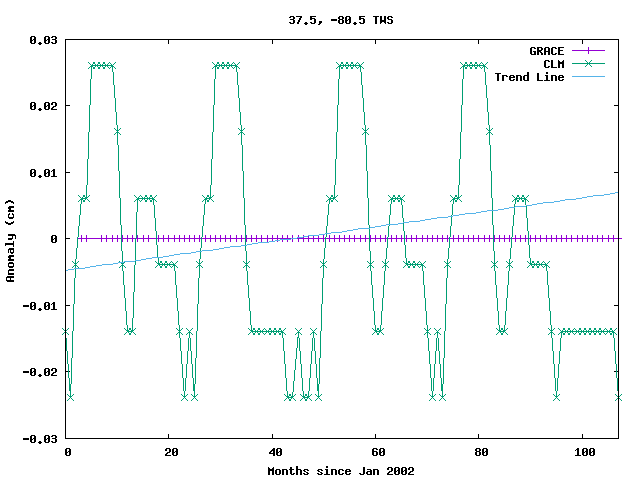 37.5, -80.5 TWS
0.03
0.02
0.01
0
-0.01
-0.02
-0.03
Anomaly (cm)
GRACE
CLM
Trend Line
0 20 40 60 80 100
Months since Jan 2002